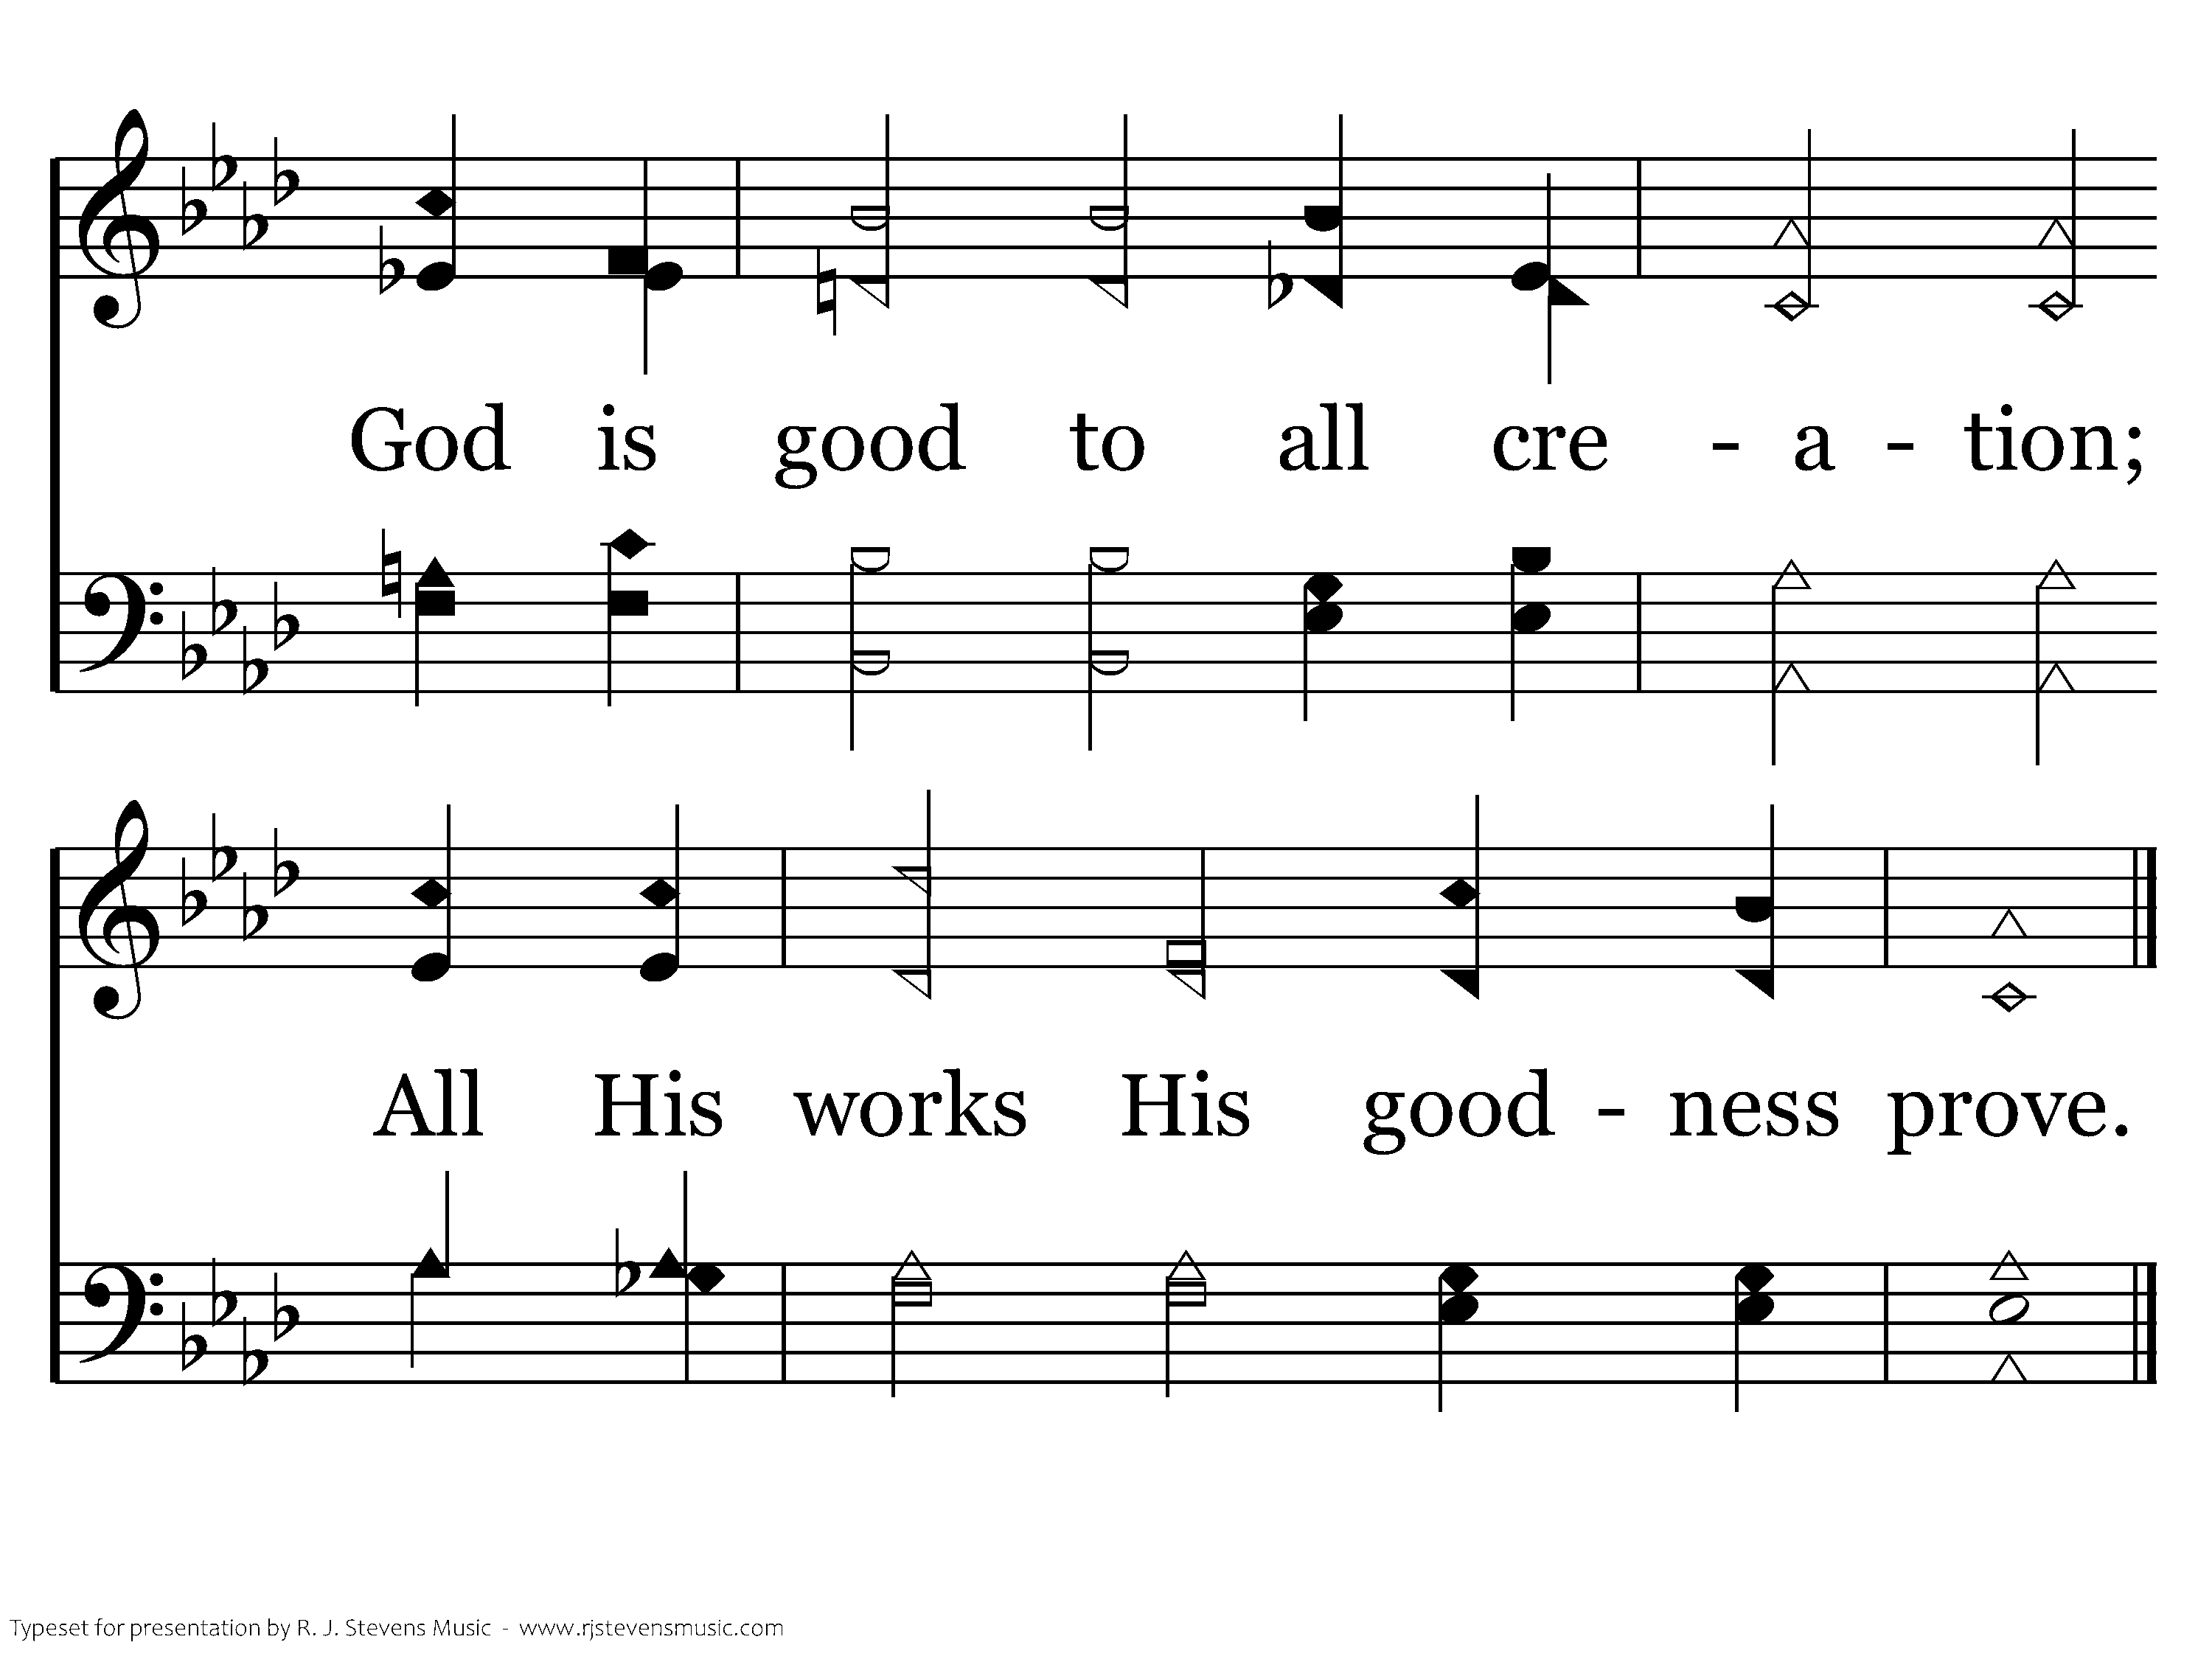 God is good to all cre - a - tion;
All His works His good - ness prove.
Typeset for presentation by R. J. Stevens Music - www.rjstevensmusic.com